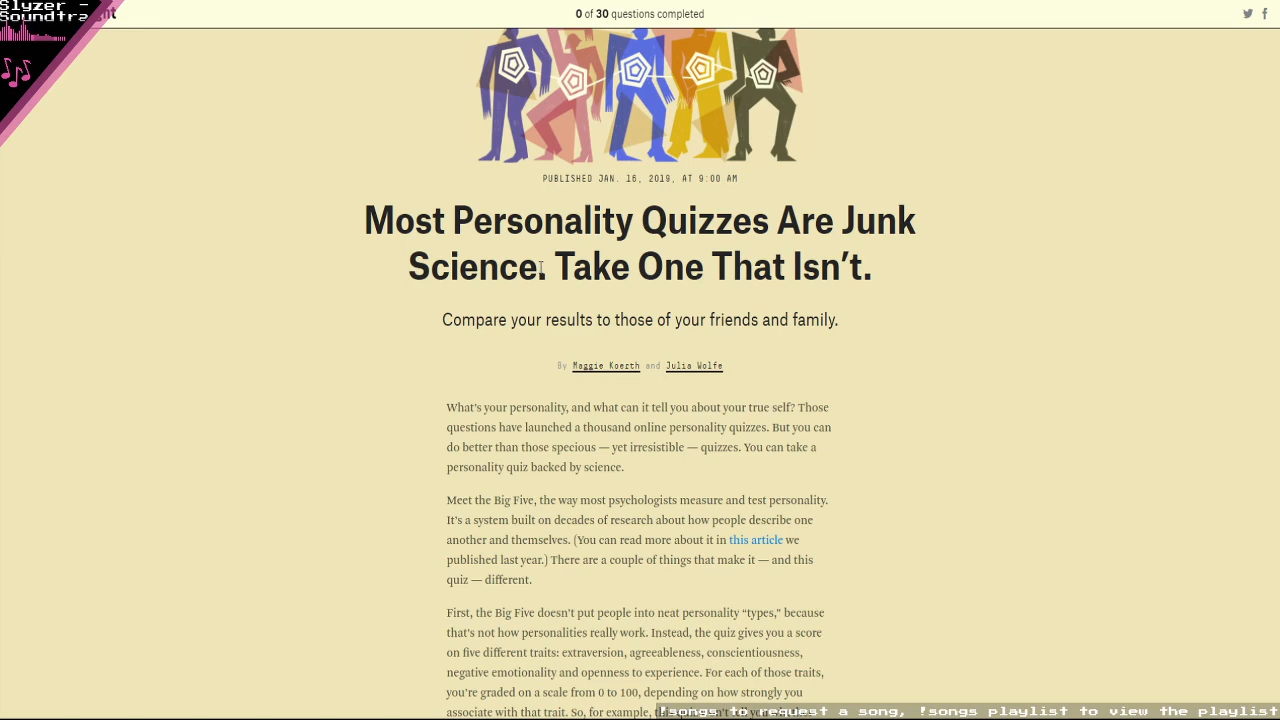 Slyzer -
Soundtra
ht
0 of 30 questions completed
PUBLISHED JAN. 16, 2019, AT 9:00 AM
Most Personality Quizzes Are Junk
Science. Take One That Isn’t.
Compare your results to those of your friends and family.
By Maggie Koerth and Julia Wolfe
What’s your personality, and what can it tell you about your true self? Those
questions have launched a thousand online personality quizzes. But you can
do better than those specious — yet irresistible — quizzes. You can take a
personality quiz backed by science.
Meet the Big Five, the way most psychologists measure and test personality.
It’s a system built on decades of research about how people describe one
another and themselves. (You can read more about it in this article we
published last year.) There are a couple of things that make it — and this
quiz — different.
First, the Big Five doesn’t put people into neat personality “types,” because
that’s not how personalities really work. Instead, the quiz gives you a score
on five different traits: extraversion, agreeableness, conscientiousness,
negative emotionality and openness to experience. For each of those traits,
you’re graded on a scale from 0 to 100, depending on how strongly you
associate with that trait. So, for example,
!songs to request a song, !songs playlist to view the playlist